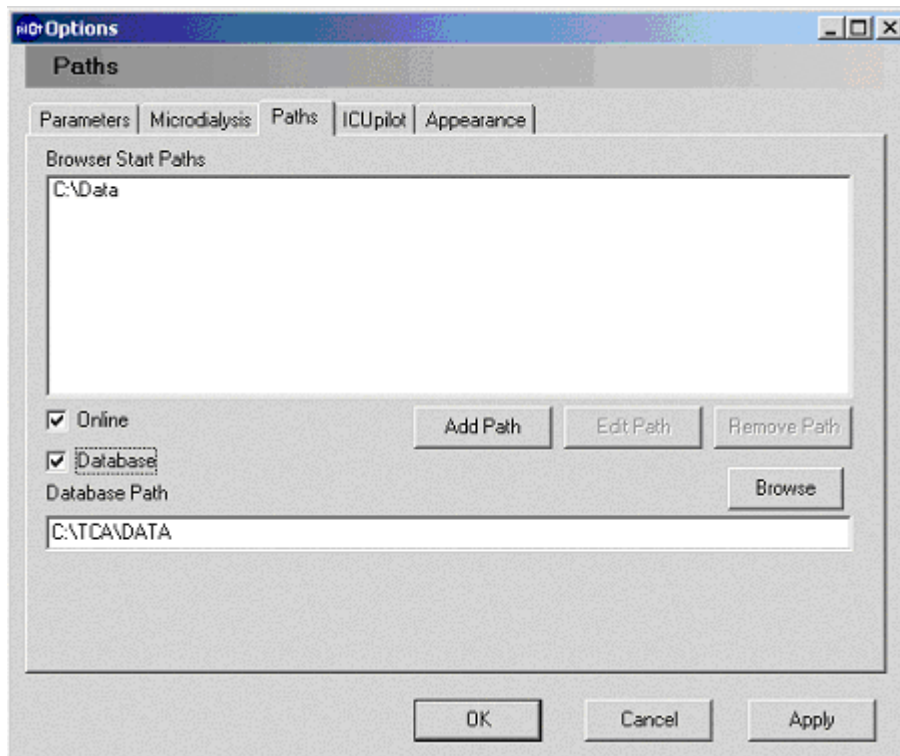 pilOt Options
Paths
Parameters Microdialysis Paths ICUpilot Appearance
Browser Start Paths
C:\Data
Online
Add Path Edit Path Remove Path
Database
Database Path
Browse
C:\TCA\DATA
OK Cancel Apply